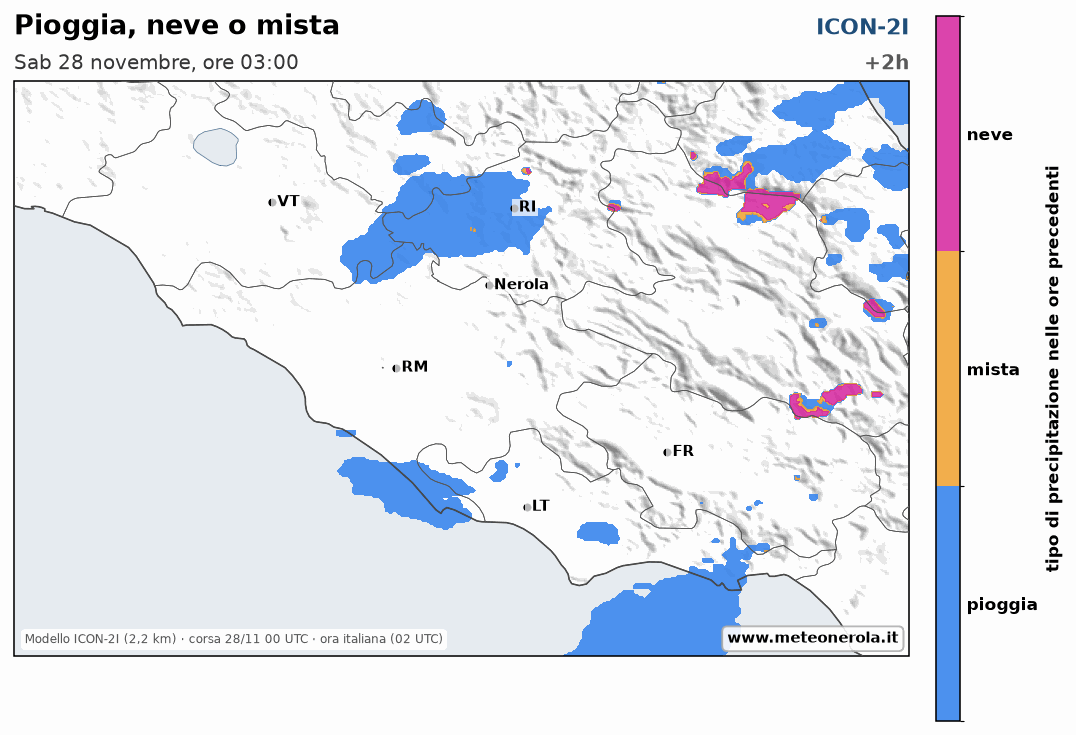 Pioggia, neve o mista
ICON-2I
Sab 28 novembre, ore 03:00
+2h
neve
VT
RI
Nerola
mista
RM
FR
LT
pioggia
tipo di precipitazione nelle ore precedenti
Modello ICON-2I (2,2 km) · corsa 28/11 00 UTC · ora italiana (02 UTC)
www.meteonerola.it